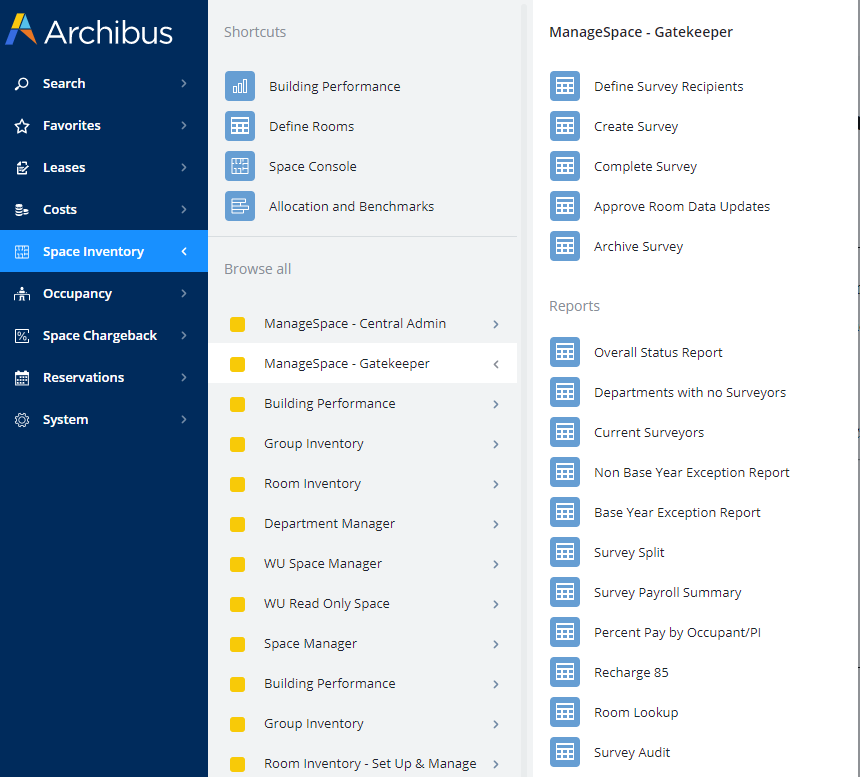 Archibus
Search
Favorites
Leases
Costs
Space Inventory
Occupancy
Space Chargeback
Reservations
System
Shortcuts
Building Performance
Define Rooms
Space Console
Allocation and Benchmarks
Browse all
ManageSpace - Central Admin
ManageSpace - Gatekeeper
Building Performance
Group Inventory
Room Inventory
Department Manager
WU Space Manager
WU Read Only Space
Space Manager
Building Performance
Group Inventory
Room Inventory - Set Up & Manage
ManageSpace - Gatekeeper
Define Survey Recipients
Create Survey
Complete Survey
Approve Room Data Updates
Archive Survey
Reports
Overall Status Report
Departments with no Surveyors
Current Surveyors
Non Base Year Exception Report
Base Year Exception Report
Survey Split
Survey Payroll Summary
Percent Pay by Occupant/PI
Recharge 85
Room Lookup
Survey Audit